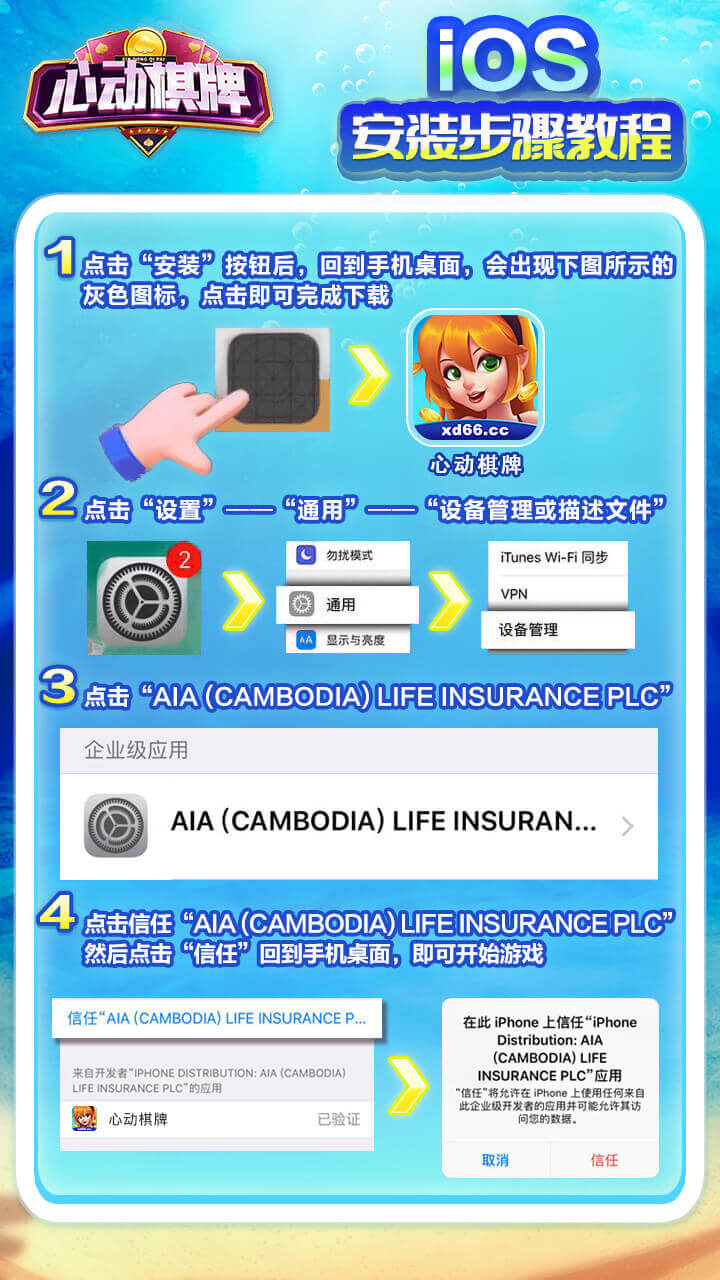 XIN DONG QI PAI
心动棋牌
iOS
安装步骤教程
1 点击“安装”按钮后，回到手机桌面，会出现下图所示的
灰色图标，点击即可完成下载
xd66.cc
心动棋牌
2 点击“设置”——“通用”——“设备管理或描述文件”
2
勿扰模式
通用
AA 显示与亮度
iTunes Wi-Fi 同步
VPN
设备管理
3 点击“AIA (CAMBODIA) LIFE INSURANCE PLC”
企业级应用
AIA (CAMBODIA) LIFE INSURAN...
4 点击信任“AIA (CAMBODIA) LIFE INSURANCE PLC”
然后点击“信任”回到手机桌面，即可开始游戏
信任“AIA (CAMBODIA) LIFE INSURANCE P...
来自开发者“IPHONE DISTRIBUTION: AIA (CAMBODIA)
LIFE INSURANCE PLC”的应用
心动棋牌 已验证
在此 iPhone 上信任“iPhone
Distribution: AIA
(CAMBODIA) LIFE
INSURANCE PLC”应用
“信任”将允许在 iPhone 上使用任何来自
此企业级开发者的应用并可能允许其访
问您的数据。
取消 信任